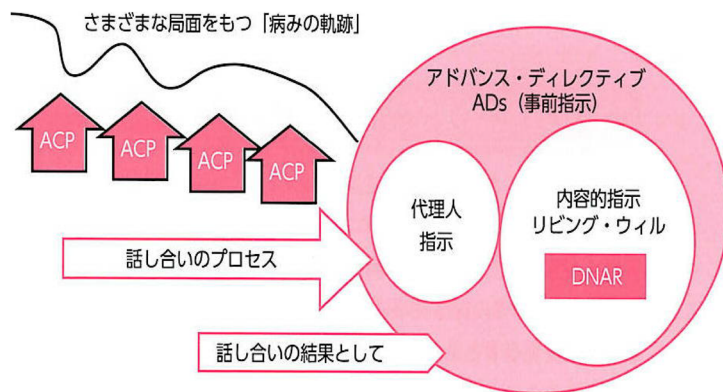 さまざまな局面をもつ「病みの軌跡」
アドバンス・ディレクティブ
ADs（事前指示）
ACP
ACP
ACP
ACP
代理人
指示
内容的指示
リビング・ウィル
DNAR
話し合いのプロセス
話し合いの結果として